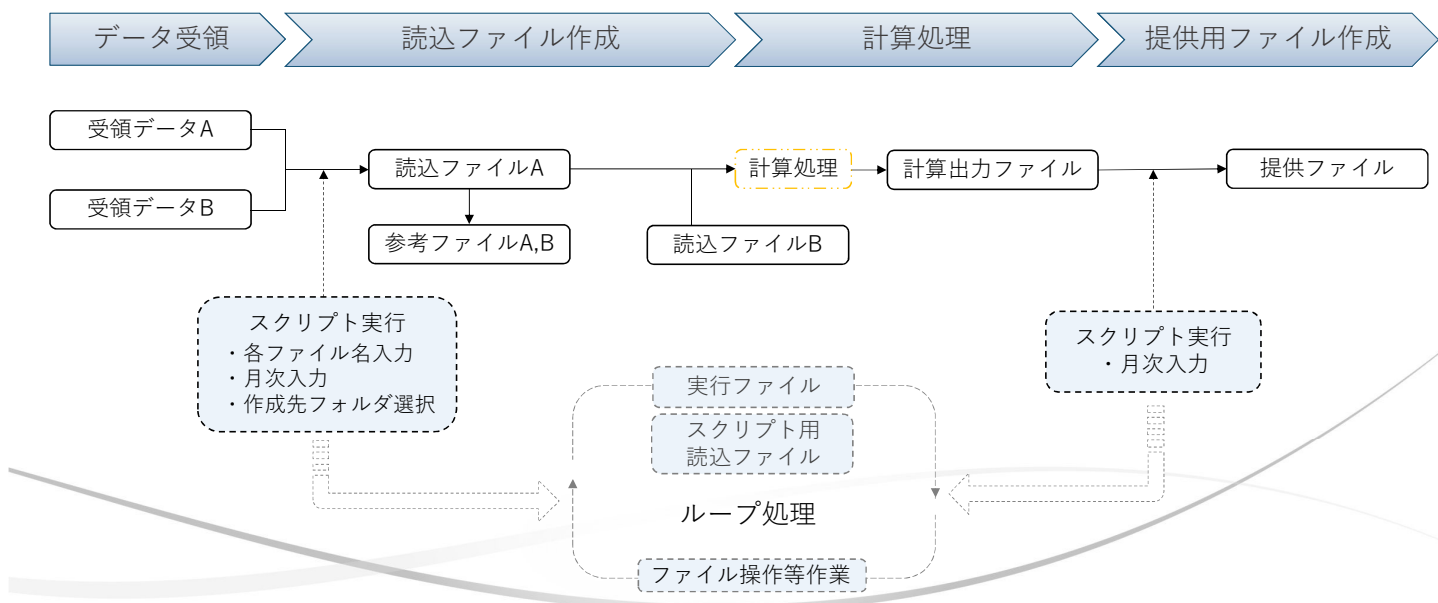 データ受領
読込ファイル作成
計算処理
提供用ファイル作成
受領データA
受領データB
読込ファイルA
計算処理
計算出力ファイル
提供ファイル
参考ファイルA,B
読込ファイルB
スクリプト実行
・各ファイル名入力
・月次入力
・作成先フォルダ選択
スクリプト実行
・月次入力
実行ファイル
スクリプト用
読込ファイル
ループ処理
ファイル操作等作業